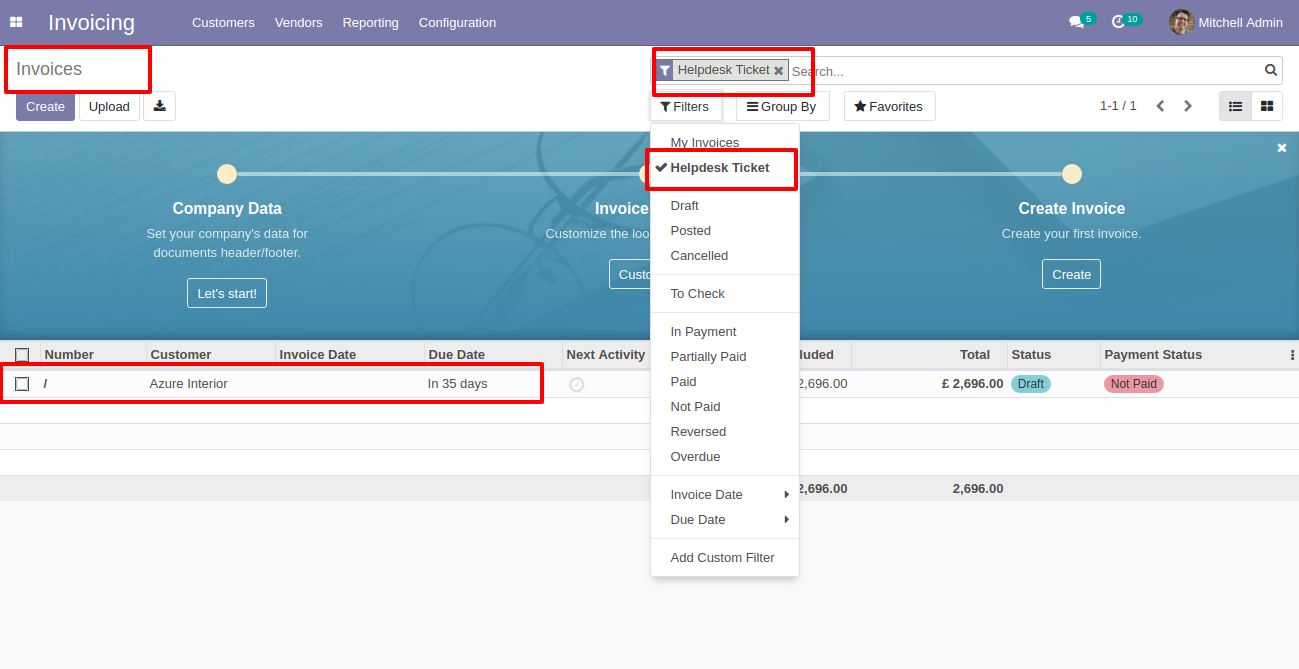 Invoicing Customers Vendors Reporting Configuration 5 10 Mitchell Admin
Invoices
Helpdesk Ticket Search...
Create Upload Filters Group By Favorites 1-1 / 1
My Invoices
Helpdesk Ticket
Draft
Posted
Cancelled
To Check
In Payment
Partially Paid
Paid
Not Paid
Reversed
Overdue
Invoice Date
Due Date
Add Custom Filter
Company Data
Set your company's data for
documents header/footer.
Let's start!
Invoice
Customize the loo
Custo
Create Invoice
Create your first invoice.
Create
Number Customer Invoice Date Due Date Next Activity luded Total Status Payment Status
/ Azure Interior In 35 days 2,696.00 £ 2,696.00 Draft Not Paid
2,696.00 2,696.00